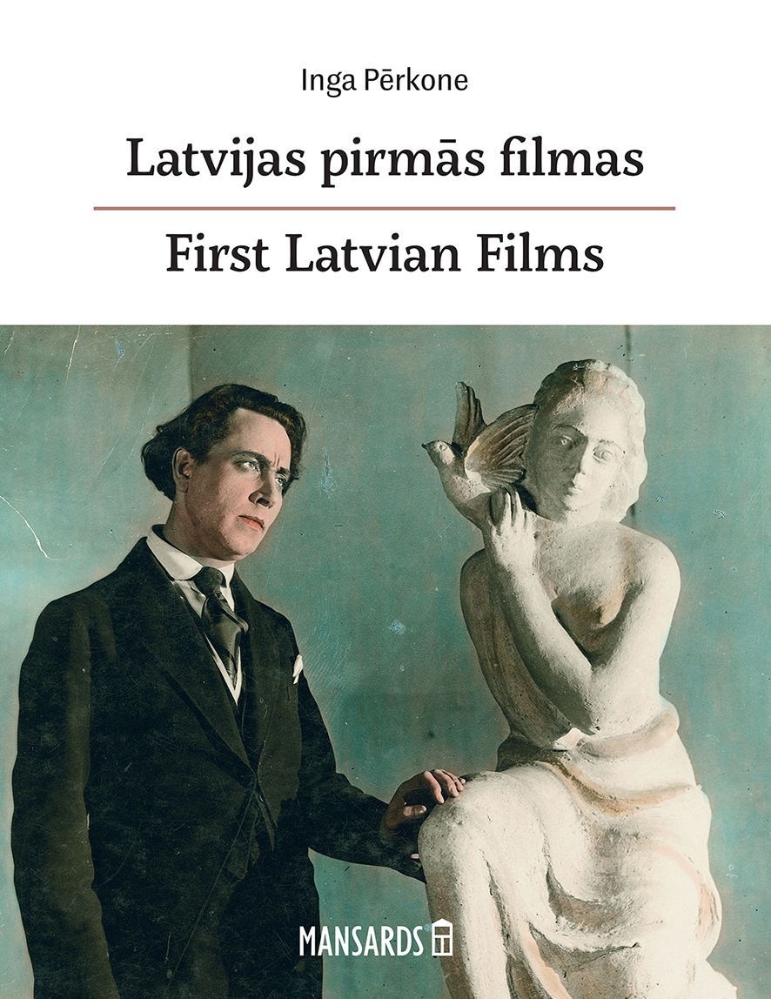 Inga Pērkone
Latvijas pirmās filmas
First Latvian Films
MANSARDS